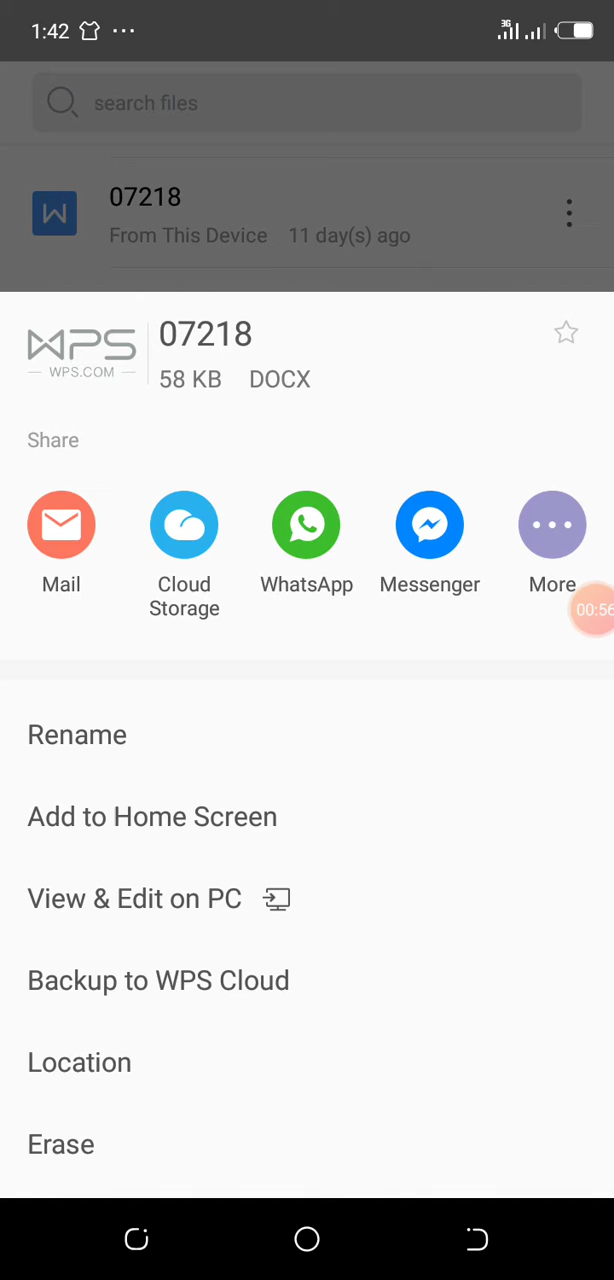 1:42
3G
search files
07218
From This Device 11 day(s) ago
WPS
WPS.COM
07218
58 KB DOCX
Share
Mail
Cloud
Storage
WhatsApp
Messenger
More
00:56
Rename
Add to Home Screen
View & Edit on PC
Backup to WPS Cloud
Location
Erase